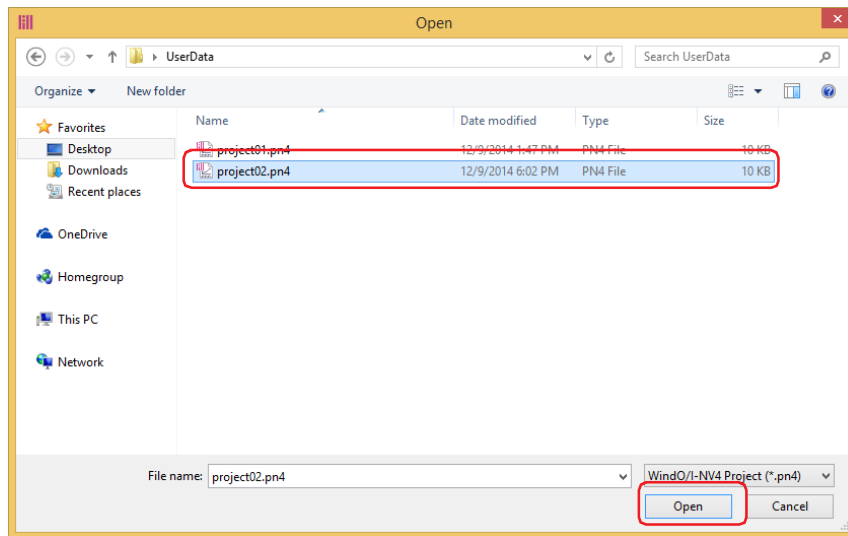 Open
UserData
Search UserData
Organize
New folder
Name Date modified Type Size
Favorites
Desktop
Downloads
Recent places
OneDrive
Homegroup
This PC
Network
project01.pn4 12/9/2014 1:47 PM PN4 File 10 KB
project02.pn4 12/9/2014 6:02 PM PN4 File 10 KB
File name: project02.pn4 WindO/I-NV4 Project (*.pn4)
Open Cancel